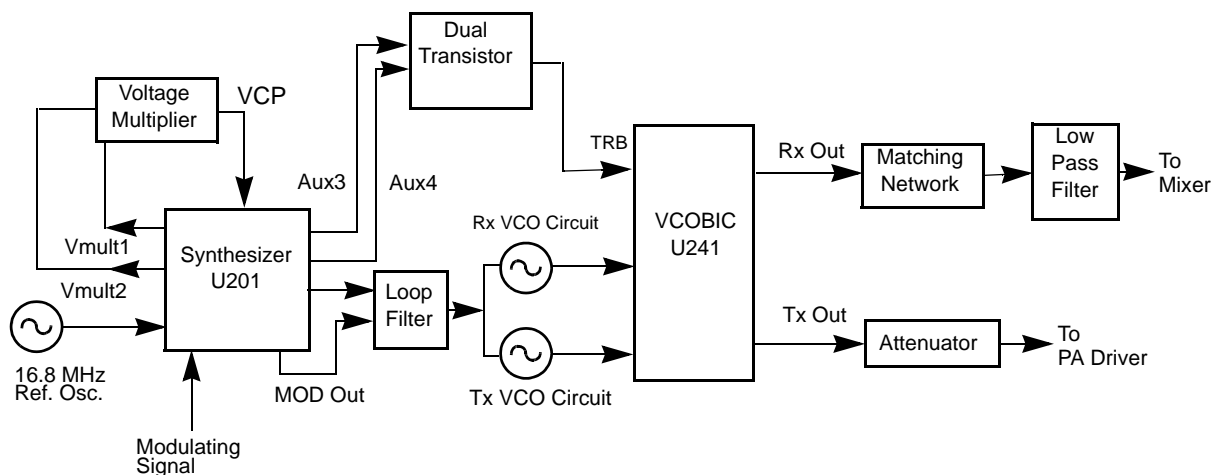 Dual
Transistor
Voltage
Multiplier
VCP
Aux3
Aux4
TRB
Rx Out
Matching
Network
Low
Pass
Filter
To
Mixer
Vmult1
Vmult2
Synthesizer
U201
Rx VCO Circuit
VCOBIC
U241
Loop
Filter
Tx Out
Attenuator
To
PA Driver
16.8 MHz
Ref. Osc.
MOD Out
Tx VCO Circuit
Modulating
Signal